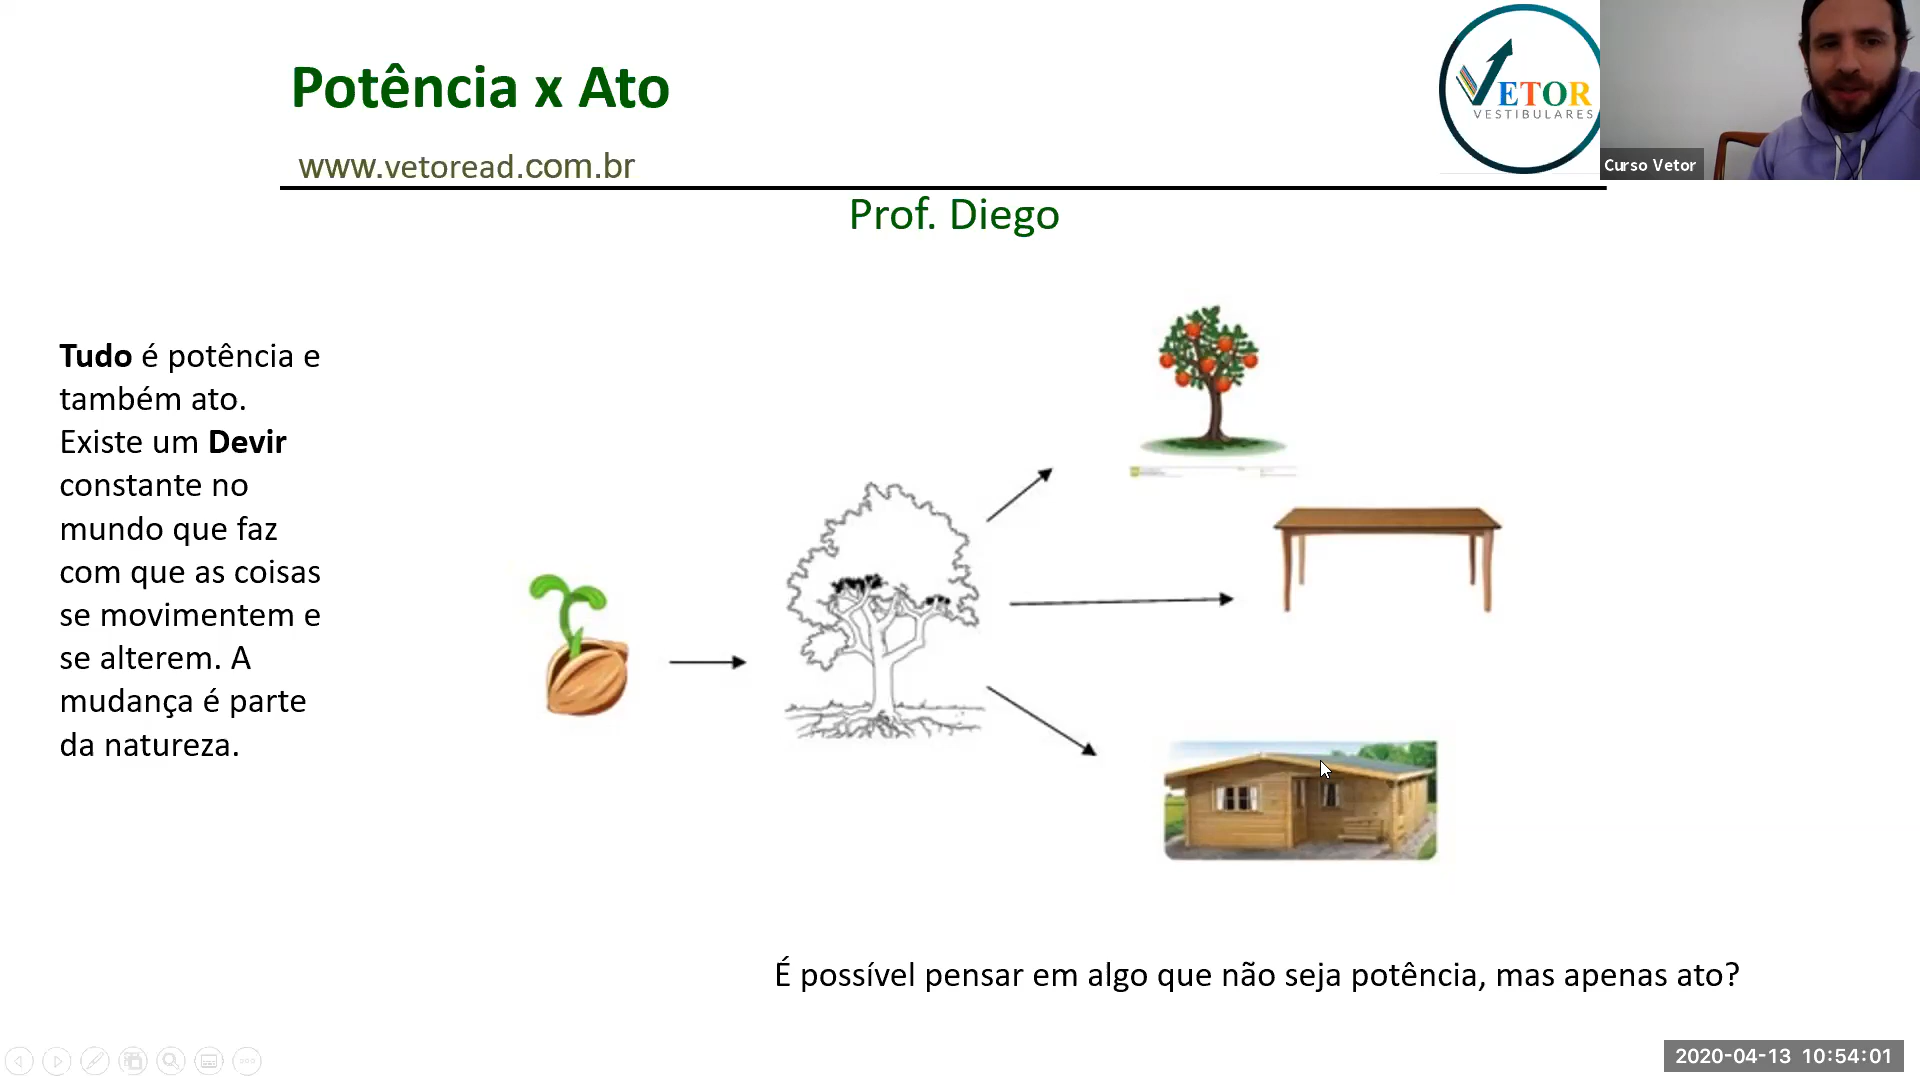 Potência x Ato
VETOR
VESTIBULARES
Curso Vetor
www.vetoread.com.br
Prof. Diego
Tudo é potência e
também ato.
Existe um Devir
constante no
mundo que faz
com que as coisas
se movimentem e
se alterem. A
mudança é parte
da natureza.
É possível pensar em algo que não seja potência, mas apenas ato?
2020-04-13 10:54:01